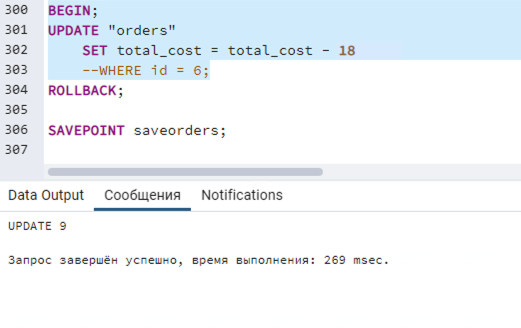 300 BEGIN;
301 UPDATE "orders"
302 SET total_cost = total_cost - 18
303 --WHERE id = 6;
304 ROLLBACK;
305
306 SAVEPOINT saveorders;
307
Data Output Сообщения Notifications
UPDATE 9
Запрос завершён успешно, время выполнения: 269 msec.